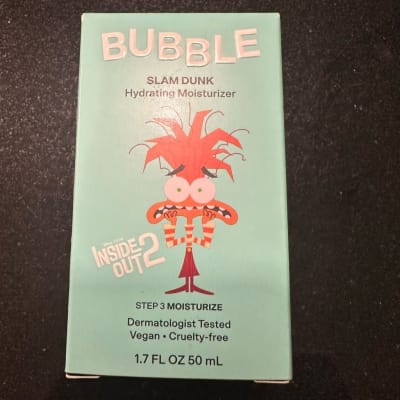 BUBBLE
SLAM DUNK
Hydrating Moisturizer
INSIDE
OUT 2
STEP 3 MOISTURIZE
Dermatologist Tested
Vegan • Cruelty-free
1.7 FL OZ 50 mL